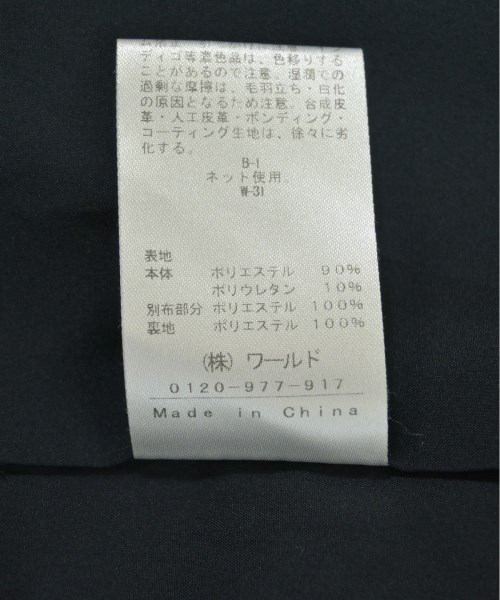 ディゴ等濃色品は、色移りする
ことがあるので注意。湿潤での
過剰な摩擦は、毛羽立ち・白化
の原因となるため注意。合成皮
革・人工皮革・ボンディング・
コーティング生地は、徐々に劣
化する。
B-1
ネット使用。
W-31
表地
本体 ポリエステル 90%
ポリウレタン 10%
別布部分 ポリエステル 100%
裏地 ポリエステル 100%
(株)ワールド
0120-977-917
Made in China